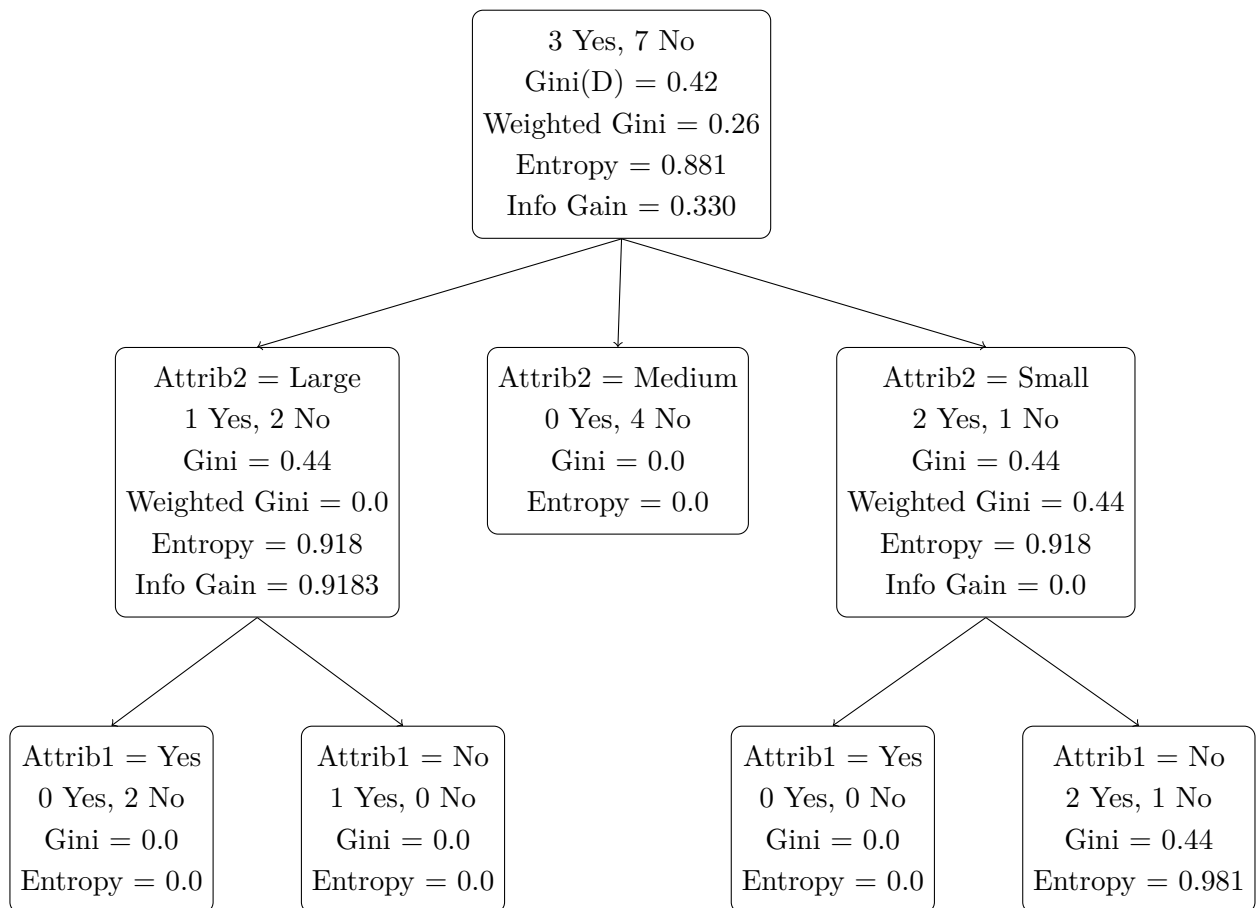 3 Yes, 7 No
Gini(D) = 0.42
Weighted Gini = 0.26
Entropy = 0.881
Info Gain = 0.330
Attrib2 = Large
1 Yes, 2 No
Gini = 0.44
Weighted Gini = 0.0
Entropy = 0.918
Info Gain = 0.9183
Attrib2 = Medium
0 Yes, 4 No
Gini = 0.0
Entropy = 0.0
Attrib2 = Small
2 Yes, 1 No
Gini = 0.44
Weighted Gini = 0.44
Entropy = 0.918
Info Gain = 0.0
Attrib1 = Yes
0 Yes, 2 No
Gini = 0.0
Entropy = 0.0
Attrib1 = No
1 Yes, 0 No
Gini = 0.0
Entropy = 0.0
Attrib1 = Yes
0 Yes, 0 No
Gini = 0.0
Entropy = 0.0
Attrib1 = No
2 Yes, 1 No
Gini = 0.44
Entropy = 0.981